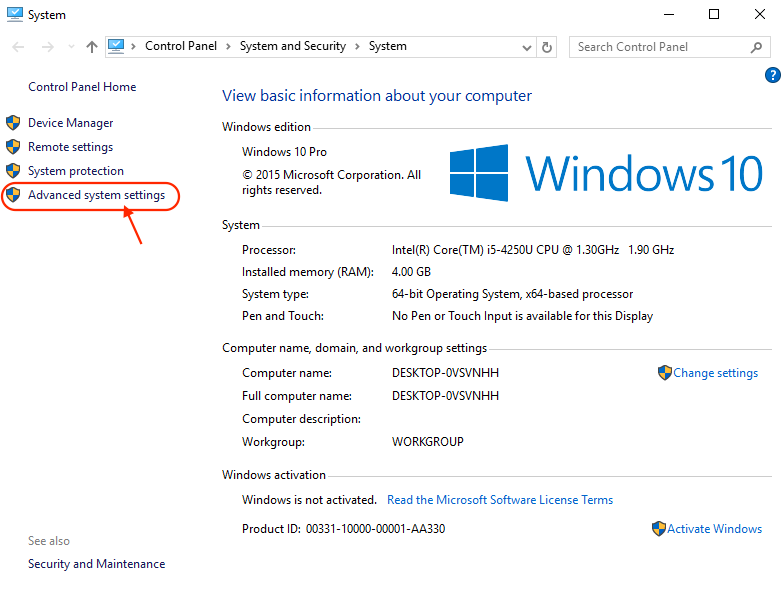 System
Control Panel > System and Security > System
Search Control Panel
?
Control Panel Home
Device Manager
Remote settings
System protection
Advanced system settings
See also
Security and Maintenance
View basic information about your computer
Windows edition
Windows 10 Pro
© 2015 Microsoft Corporation. All
rights reserved.
Windows 10
System
Processor: Intel(R) Core(TM) i5-4250U CPU @ 1.30GHz 1.90 GHz
Installed memory (RAM): 4.00 GB
System type: 64-bit Operating System, x64-based processor
Pen and Touch: No Pen or Touch Input is available for this Display
Computer name, domain, and workgroup settings
Computer name: DESKTOP-0VSVNHH
Change settings
Full computer name: DESKTOP-0VSVNHH
Computer description:
Workgroup: WORKGROUP
Windows activation
Windows is not activated. Read the Microsoft Software License Terms
Product ID: 00331-10000-00001-AA330
Activate Windows